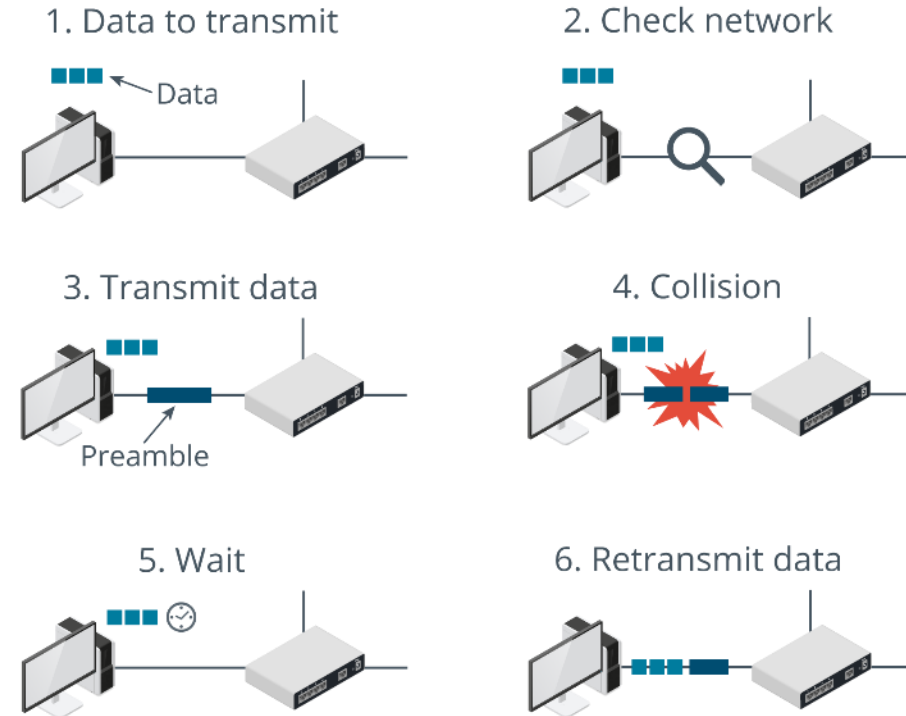 1. Data to transmit
2. Check network
Data
3. Transmit data
4. Collision
Preamble
5. Wait
6. Retransmit data